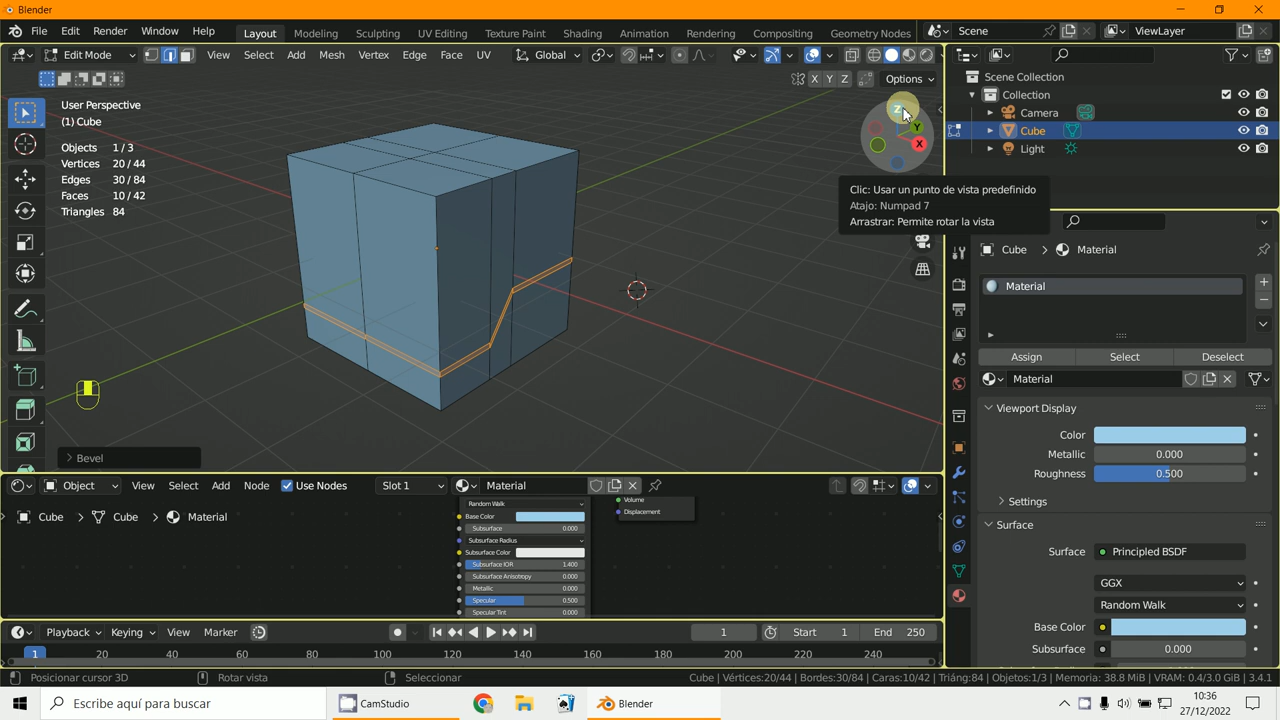 Blender
File Edit Render Window Help Layout Modeling Sculpting UV Editing Texture Paint Shading Animation Rendering Compositing Geometry Nodes Scene ViewLayer
Edit Mode View Select Add Mesh Vertex Edge Face UV Global
X Y Z Options
User Perspective
(1) Cube
Objects 1/3
Vertices 20/44
Edges 30/84
Faces 10/42
Triangles 84
Z
Y
X
Clic: Usar un punto de vista predefinido
Atajo: Numpad 7
Arrastrar: Permite rotar la vista
Bevel
Scene Collection
Collection
Camera
Cube
Light
Cube Material
Material
Assign Select Deselect
Material
Viewport Display
Color
Metallic 0.000
Roughness 0.500
Settings
Surface
Surface Principled BSDF
GGX
Random Walk
Base Color
Subsurface 0.000
Object View Select Add Node Use Nodes Slot 1 Material
Cube Cube Material
Random Walk
Base Color
Subsurface 0.000
Subsurface Radius
Subsurface Color
Subsurface IOR 1.400
Subsurface Anisotropy 0.000
Metallic 0.000
Specular 0.500
Specular Tint 0.000
Volume
Displacement
Playback Keying View Marker 1 Start 1 End 250
1 20 40 60 80 100 120 140 160 180 200 220 240
Posicionar cursor 3D Rotar vista Seleccionar Cube | Vértices:20/44 | Bordes:30/84 | Caras:10/42 | Triáng:84 | Objetos:1/3 | Memoria: 38.8 MiB | VRAM: 0.4/3.0 GiB | 3.4.1
Escribe aquí para buscar CamStudio Blender
10:36
27/12/2022